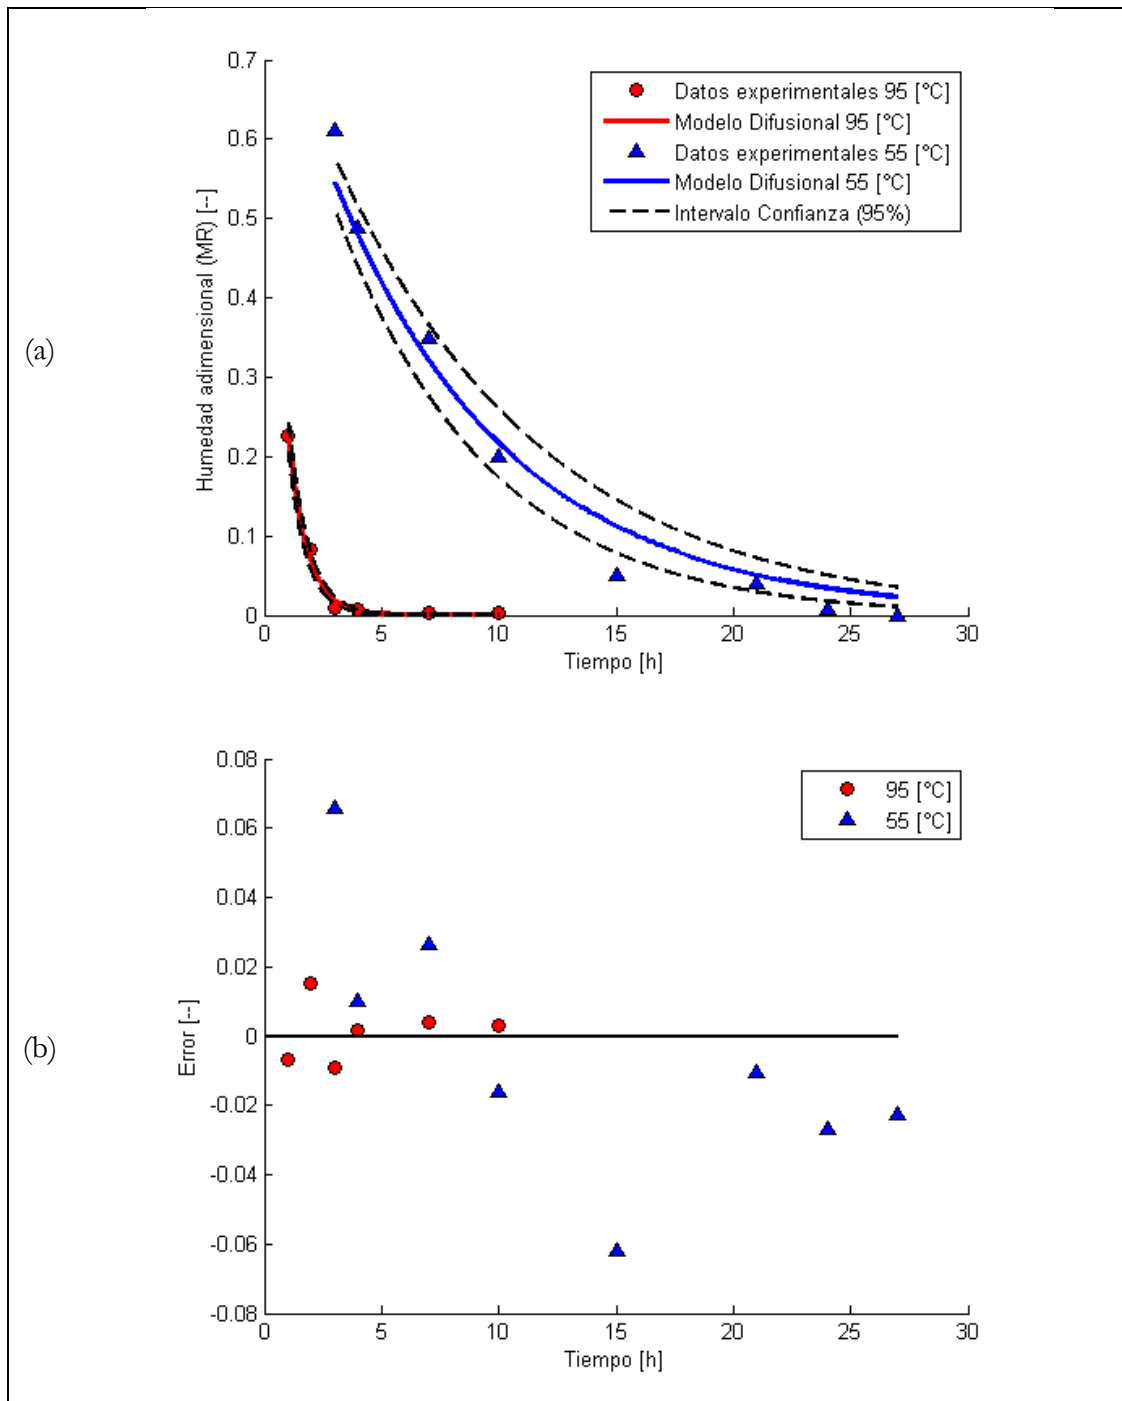 (a)
0.7
0.6
0.5
0.4
0.3
0.2
0.1
0
Humedad adimensional (MR) [--]
Datos experimentales 95 [°C]
Modelo Difusional 95 [°C]
Datos experimentales 55 [°C]
Modelo Difusional 55 [°C]
Intervalo Confianza (95%)
0 5 10 15 20 25 30
Tiempo [h]
(b)
0.08
0.06
0.04
0.02
0
-0.02
-0.04
-0.06
-0.08
Error [--]
95 [°C]
55 [°C]
0 5 10 15 20 25 30
Tiempo [h]